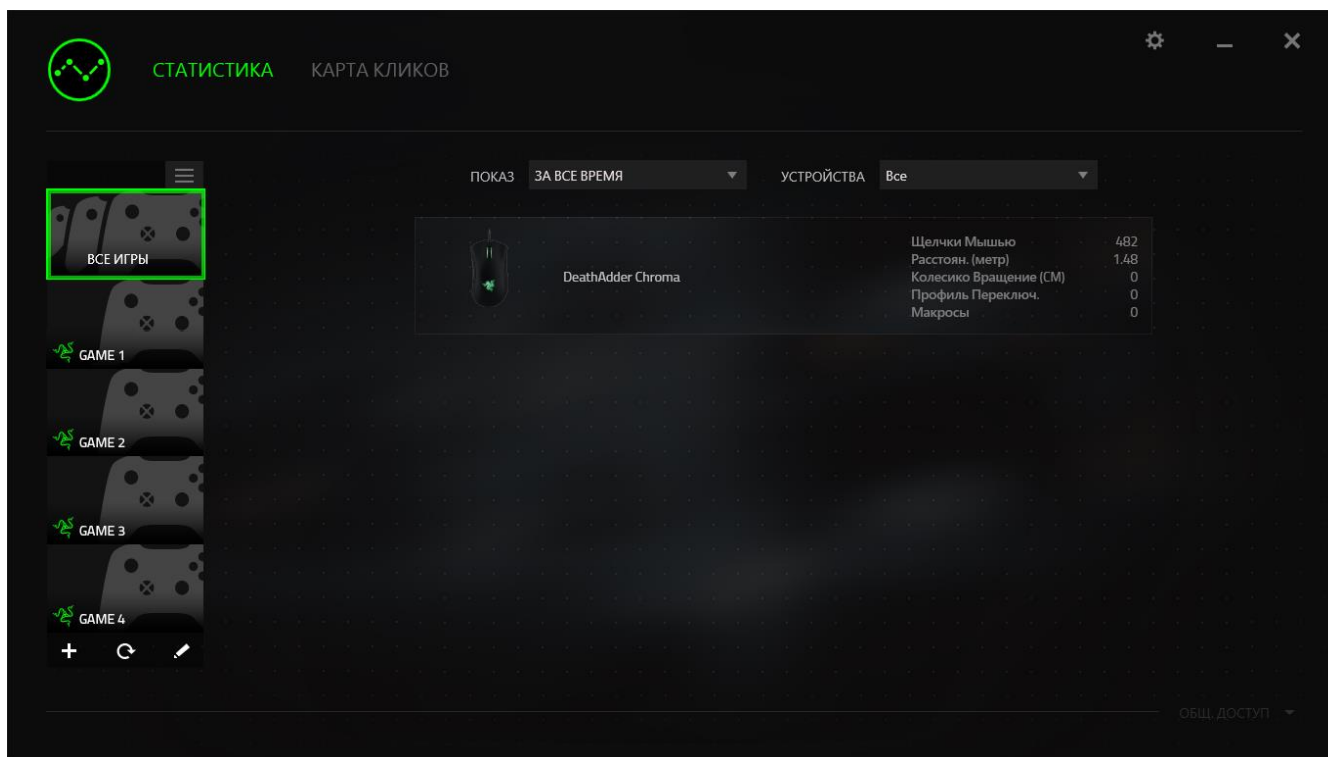 СТАТИСТИКА КАРТА КЛИКОВ
ПОКАЗ ЗА ВСЕ ВРЕМЯ УСТРОЙСТВА Все
ВСЕ ИГРЫ
GAME 1
GAME 2
GAME 3
GAME 4
DeathAdder Chroma
Щелчки Мышью 482
Расстоян. (метр) 1.48
Колесико Вращение (СМ) 0
Профиль Переключ. 0
Макросы 0
ОБЩ. ДОСТУП